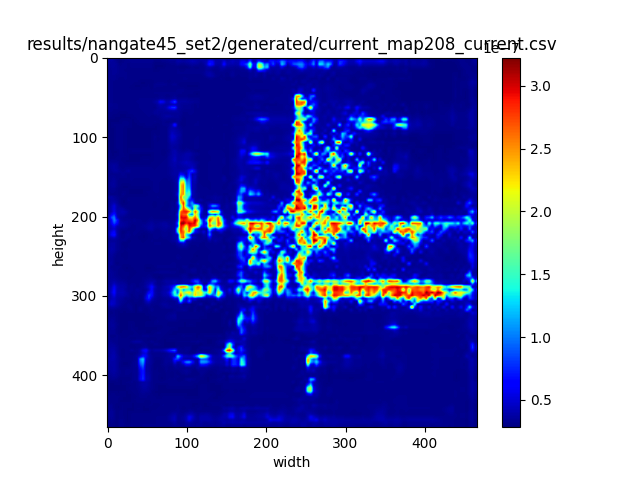 results/nangate45_set2/generated/current_map208_current.csv
1e−7
0
100
200
300
400
height
0 100 200 300 400
width
3.0
2.5
2.0
1.5
1.0
0.5